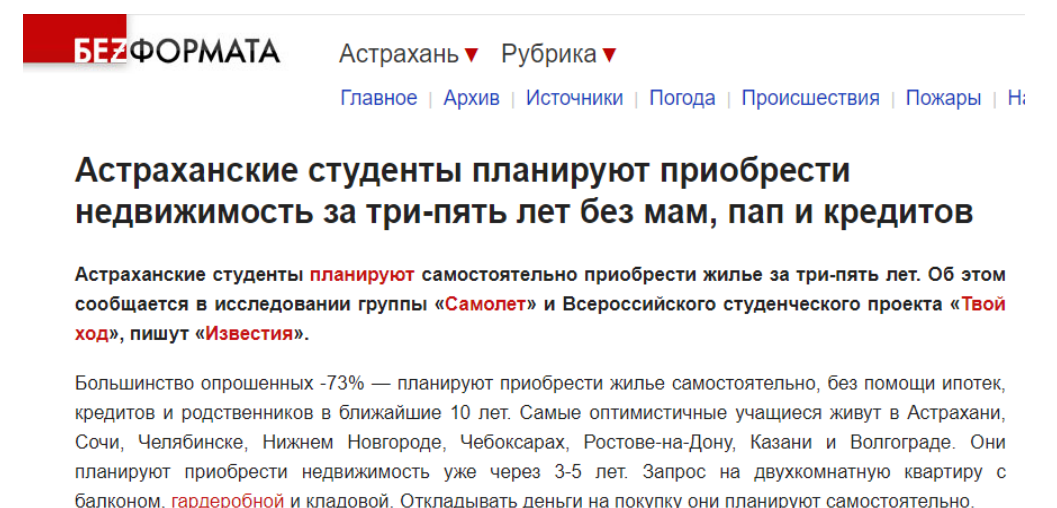 БЕZФОРМАТА
Астрахань▼ Рубрика▼
Главное | Архив | Источники | Погода | Происшествия | Пожары |
Астраханские студенты планируют приобрести
недвижимость за три-пять лет без мам, пап и кредитов
Астраханские студенты планируют самостоятельно приобрести жилье за три-пять лет. Об этом
сообщается в исследовании группы «Самолет» и Всероссийского студенческого проекта «Твой
ход», пишут «Известия».
Большинство опрошенных -73% — планируют приобрести жилье самостоятельно, без помощи ипотек,
кредитов и родственников в ближайшие 10 лет. Самые оптимистичные учащиеся живут в Астрахани,
Сочи, Челябинске, Нижнем Новгороде, Чебоксарах, Ростове-на-Дону, Казани и Волгограде. Они
планируют приобрести недвижимость уже через 3-5 лет. Запрос на двухкомнатную квартиру с
балконом, гардеробной и кладовой. Откладывать деньги на покупку они планируют самостоятельно.